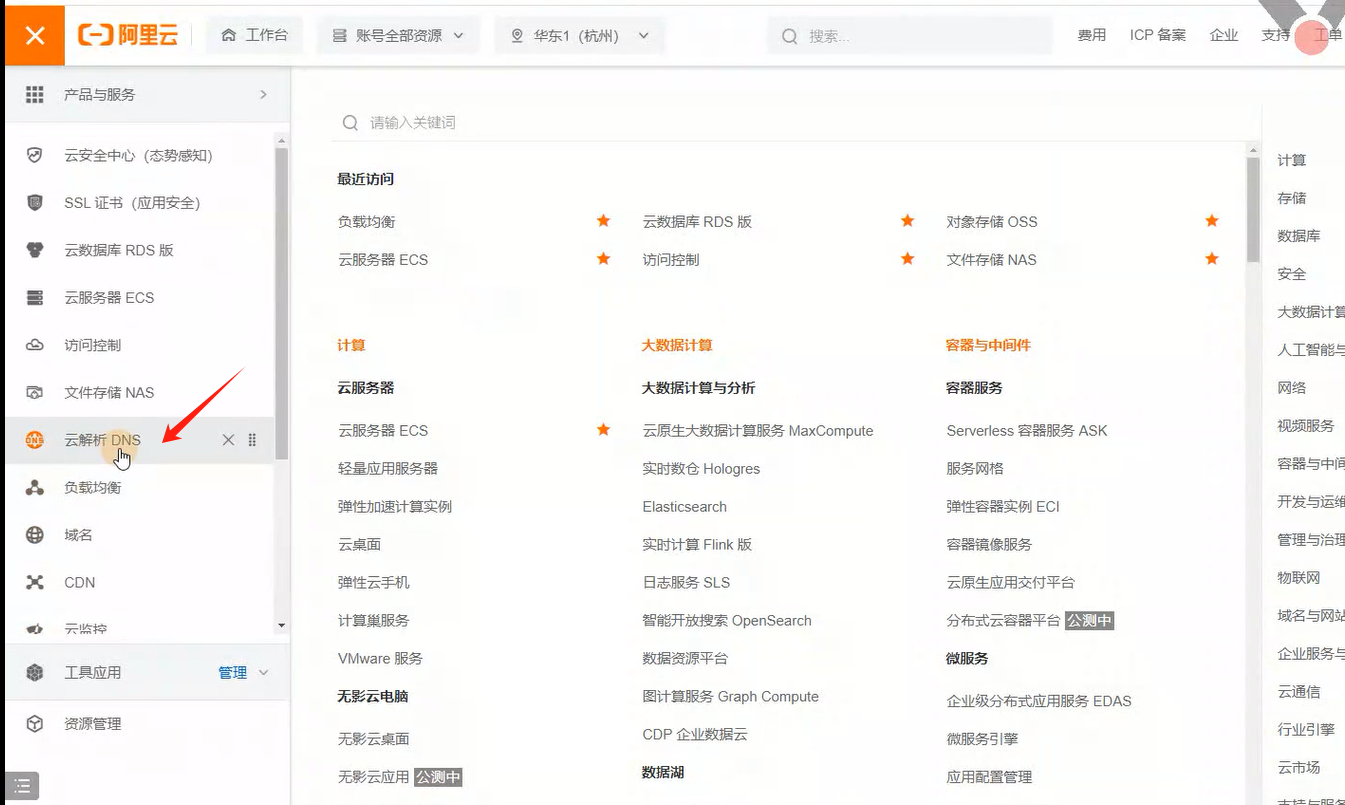 阿里云
工作台
账号全部资源
华东1（杭州）
搜索...
费用
ICP 备案
企业
支持
工单
产品与服务
云安全中心（态势感知）
SSL 证书（应用安全）
云数据库 RDS 版
云服务器 ECS
访问控制
文件存储 NAS
云解析 DNS
负载均衡
域名
CDN
云监控
工具应用
管理
资源管理
请输入关键词
最近访问
负载均衡
云数据库 RDS 版
对象存储 OSS
云服务器 ECS
访问控制
文件存储 NAS
计算
云服务器
云服务器 ECS
轻量应用服务器
弹性加速计算实例
云桌面
弹性云手机
计算巢服务
VMware 服务
无影云电脑
无影云桌面
无影云应用 公测中
大数据计算
大数据计算与分析
云原生大数据计算服务 MaxCompute
实时数仓 Hologres
Elasticsearch
实时计算 Flink 版
日志服务 SLS
智能开放搜索 OpenSearch
数据资源平台
图计算服务 Graph Compute
CDP 企业数据云
数据湖
容器与中间件
容器服务
Serverless 容器服务 ASK
服务网格
弹性容器实例 ECI
容器镜像服务
云原生应用交付平台
分布式云容器平台 公测中
微服务
企业级分布式应用服务 EDAS
微服务引擎
应用配置管理
计算
存储
数据库
安全
大数据计算
人工智能与
网络
视频服务
容器与中间
开发与运维
管理与治理
物联网
域名与网站
企业服务与
云通信
行业引擎
云市场
支持与服务